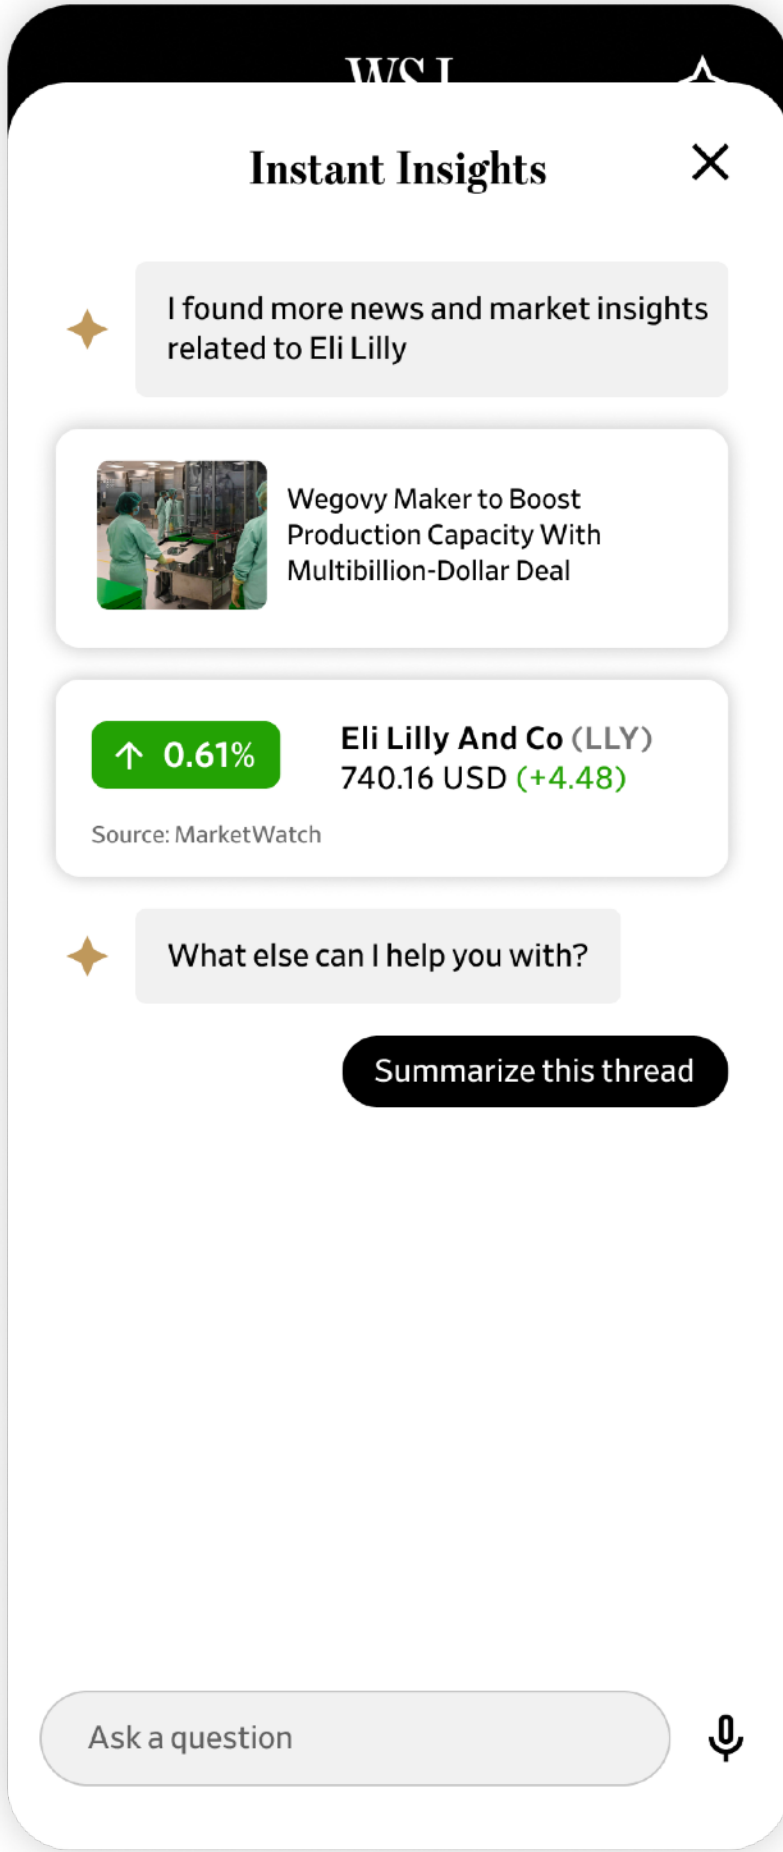 WSJ
Instant Insights
I found more news and market insights
related to Eli Lilly
Wegovy Maker to Boost
Production Capacity With
Multibillion-Dollar Deal
↑ 0.61%
Eli Lilly And Co (LLY)
740.16 USD (+4.48)
Source: MarketWatch
What else can I help you with?
Summarize this thread
Ask a question